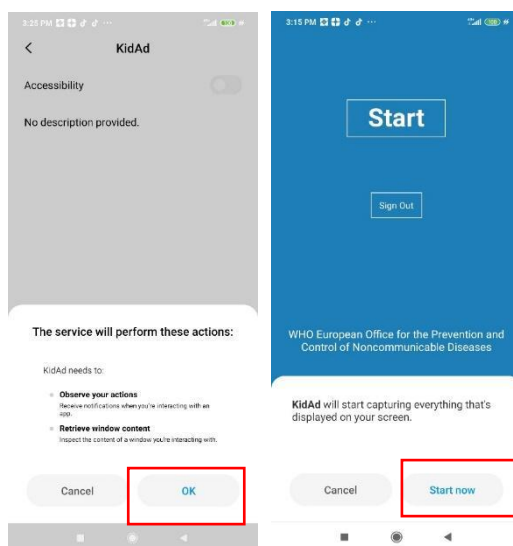 3:23 PM
KidAd
Accessibility
No description provided.
The service will perform these actions:
KidAd needs to:
Observe your actions
Receive notifications when you're interacting with an
app.
Retrieve window content
Inspect the content of a window you're interacting with.
Cancel
OK
3:15 PM
Start
Sign Out
WHO European Office for the Prevention and
Control of Noncommunicable Diseases
KidAd will start capturing everything that's
displayed on your screen.
Cancel
Start now